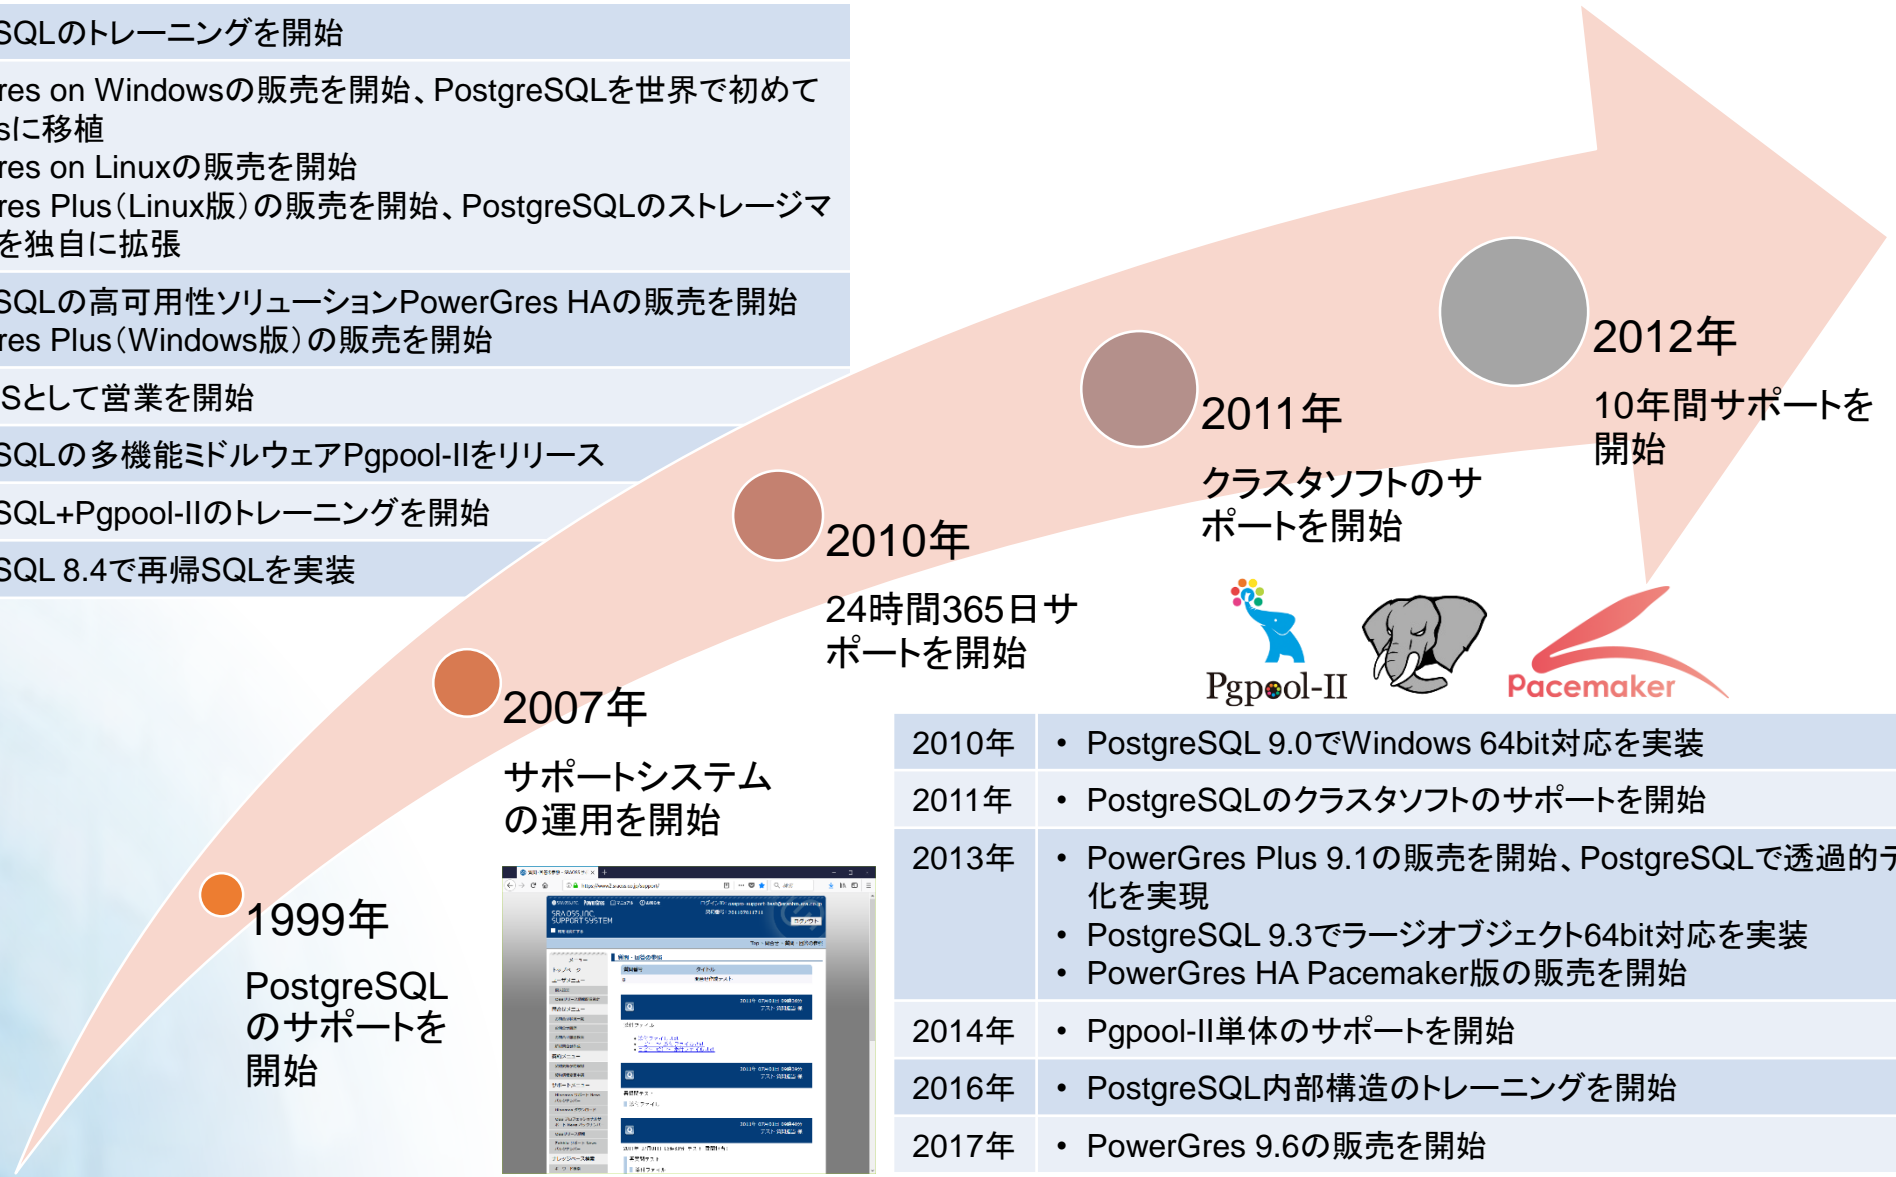 SQLのトレーニングを開始
res on Windowsの販売を開始、PostgreSQLを世界で初めて
sに移植
res on Linuxの販売を開始
res Plus（Linux版）の販売を開始、PostgreSQLのストレージマ
を独自に拡張
SQLの高可用性ソリューションPowerGres HAの販売を開始
res Plus（Windows版）の販売を開始
Sとして営業を開始
SQLの多機能ミドルウェアPgpool-IIをリリース
SQL+Pgpool-IIのトレーニングを開始
SQL 8.4で再帰SQLを実装
1999年
PostgreSQL
のサポートを
開始
2007年
サポートシステム
の運用を開始
2010年
24時間365日サ
ポートを開始
2011年
クラスタソフトのサ
ポートを開始
2012年
10年間サポートを
開始
Pgpool-II
Pacemaker
SRA OSS, INC.
SUPPORT SYSTEM
ログアウト
2010年 • PostgreSQL 9.0でWindows 64bit対応を実装
2011年 • PostgreSQLのクラスタソフトのサポートを開始
2013年 • PowerGres Plus 9.1の販売を開始、PostgreSQLで透過的デ
化を実現
• PostgreSQL 9.3でラージオブジェクト64bit対応を実装
• PowerGres HA Pacemaker版の販売を開始
2014年 • Pgpool-II単体のサポートを開始
2016年 • PostgreSQL内部構造のトレーニングを開始
2017年 • PowerGres 9.6の販売を開始